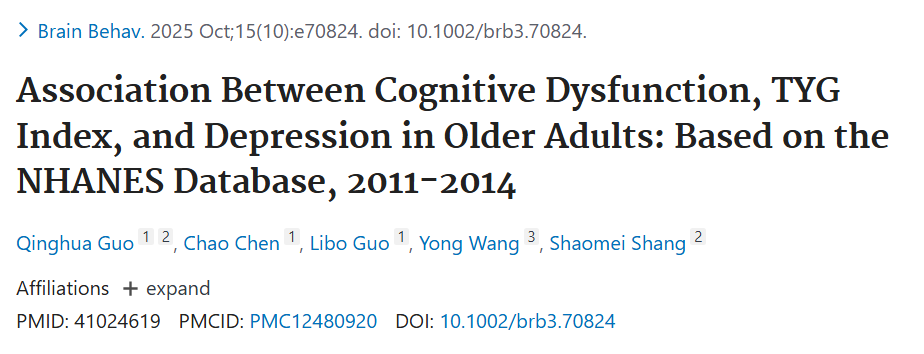 Brain Behav. 2025 Oct;15(10):e70824. doi: 10.1002/brb3.70824.
Association Between Cognitive Dysfunction, TYG
Index, and Depression in Older Adults: Based on the
NHANES Database, 2011-2014
Qinghua Guo 1 2, Chao Chen 1, Libo Guo 1, Yong Wang 3, Shaomei Shang 2
Affiliations + expand
PMID: 41024619 PMCID: PMC12480920 DOI: 10.1002/brb3.70824